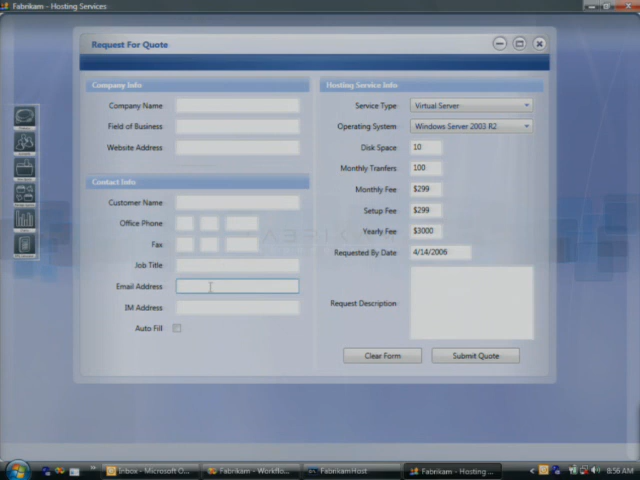 Fabrikam - Hosting Services
Request For Quote
Company Info
Company Name
Field of Business
Website Address
Contact Info
Customer Name
Office Phone
Fax
Job Title
Email Address
IM Address
Auto Fill
Hosting Service Info
Service Type Virtual Server
Operating System Windows Server 2003 R2
Disk Space 10
Monthly Tranfers 100
Monthly Fee $299
Setup Fee $299
Yearly Fee $3000
Requested By Date 4/14/2006
Request Description
Clear Form Submit Quote
Inbox - Microsoft O... Fabrikam - Workflo... FabrikamHost Fabrikam - Hosting ... 8:56 AM